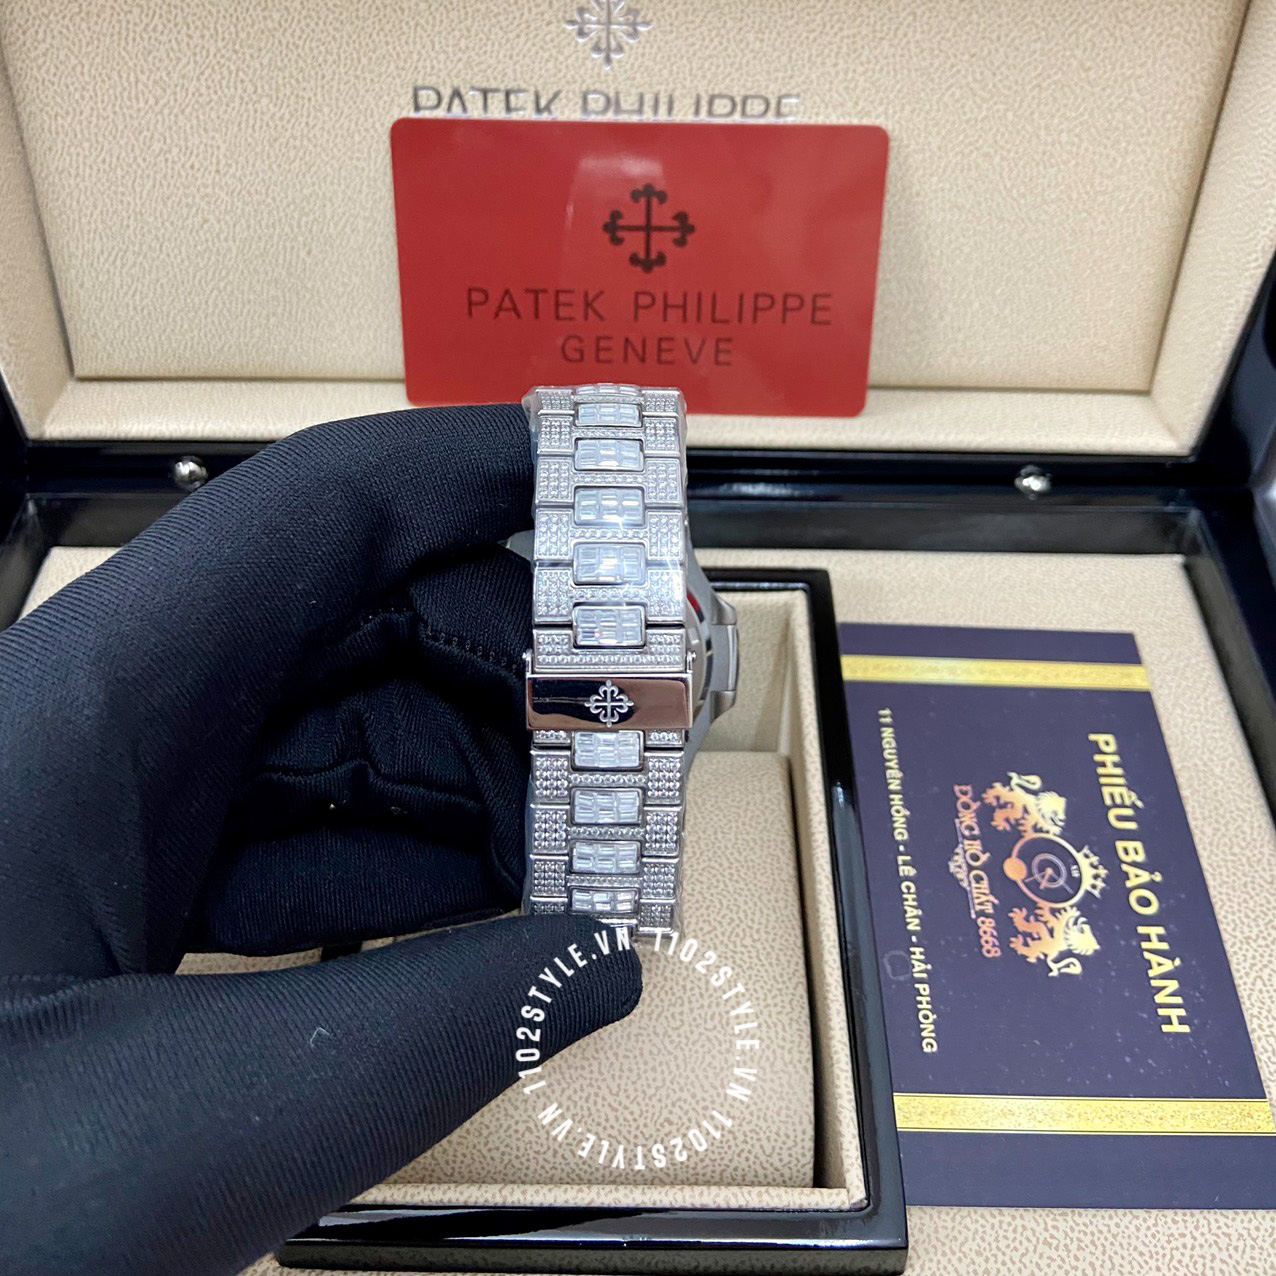 PATEK PHILIPPE
PATEK PHILIPPE
GENEVE
PHIẾU BẢO HÀNH
ĐỒNG HỒ CHẤT 8668
11 NGUYÊN HỒNG - LÊ CHÂN - HẢI PHÒNG
1102STYLE.VN 1102STYLE.VN 1102STYLE.VN